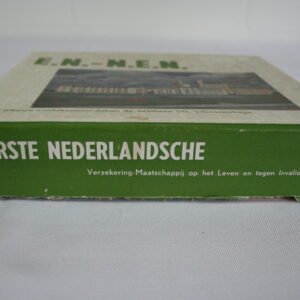 E.N.-N.E.N.
RSTE NEDERLANDSCHE
Verzekering-Maatschappij op het Leven en tegen Invalid